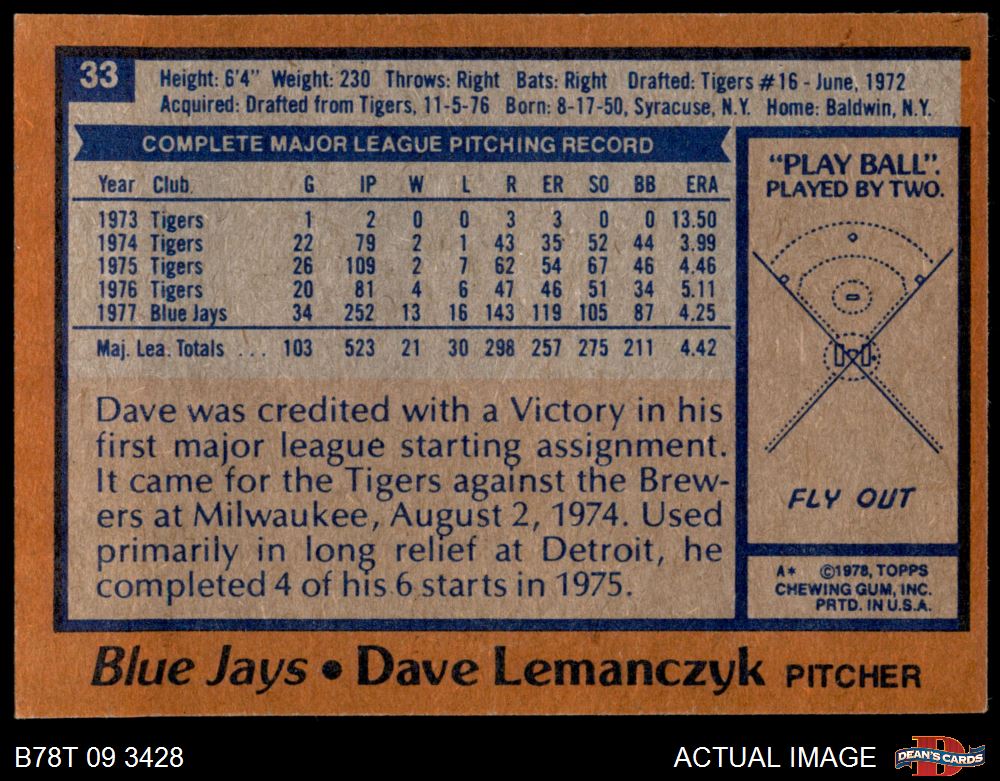 33
Height: 6'4" Weight: 230 Throws: Right Bats: Right Drafted: Tigers #16 - June, 1972
Acquired: Drafted from Tigers, 11-5-76 Born: 8-17-50, Syracuse, N.Y. Home: Baldwin, N.Y.
COMPLETE MAJOR LEAGUE PITCHING RECORD
Year Club G IP W L R ER SO BB ERA
1973 Tigers 1 2 0 0 3 3 0 0 13.50
1974 Tigers 22 79 2 1 43 35 52 44 3.99
1975 Tigers 26 109 2 7 62 54 67 46 4.46
1976 Tigers 20 81 4 6 47 46 51 34 5.11
1977 Blue Jays 34 252 13 16 143 119 105 87 4.25
Maj. Lea. Totals ... 103 523 21 30 298 257 275 211 4.42
Dave was credited with a Victory in his
first major league starting assignment.
It came for the Tigers against the Brew-
ers at Milwaukee, August 2, 1974. Used
primarily in long relief at Detroit, he
completed 4 of his 6 starts in 1975.
"PLAY BALL":
PLAYED BY TWO.
FLY OUT
A* ©1978, TOPPS
CHEWING GUM, INC.
PRTD. IN U.S.A.
Blue Jays • Dave Lemanczyk PITCHER
B78T 09 3428
ACTUAL IMAGE
D
DEAN'S CARDS